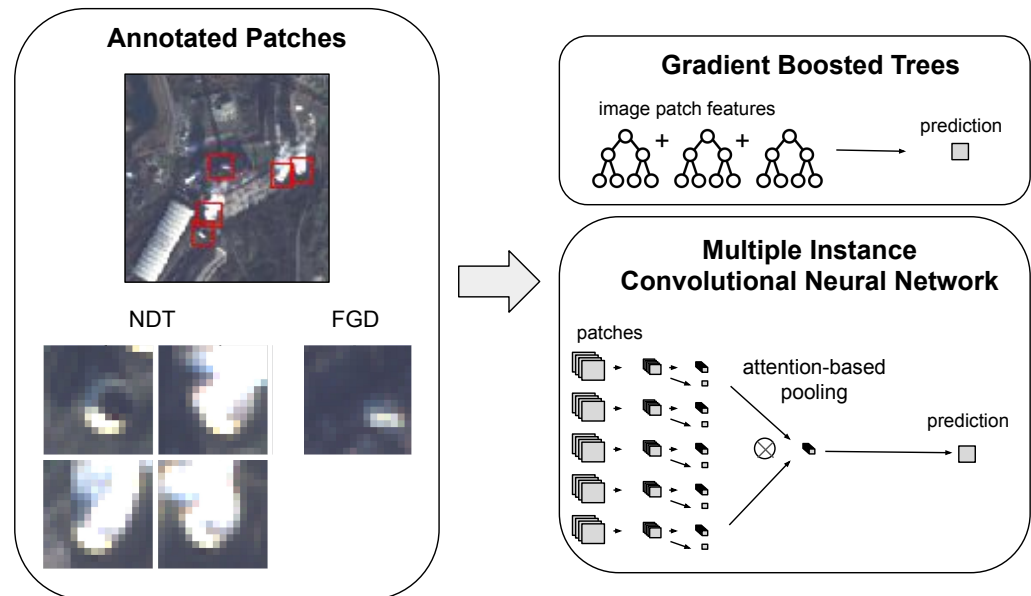 Annotated Patches
NDT
FGD
Gradient Boosted Trees
image patch features
+
+
prediction
Multiple Instance
Convolutional Neural Network
patches
attention-based
pooling
prediction